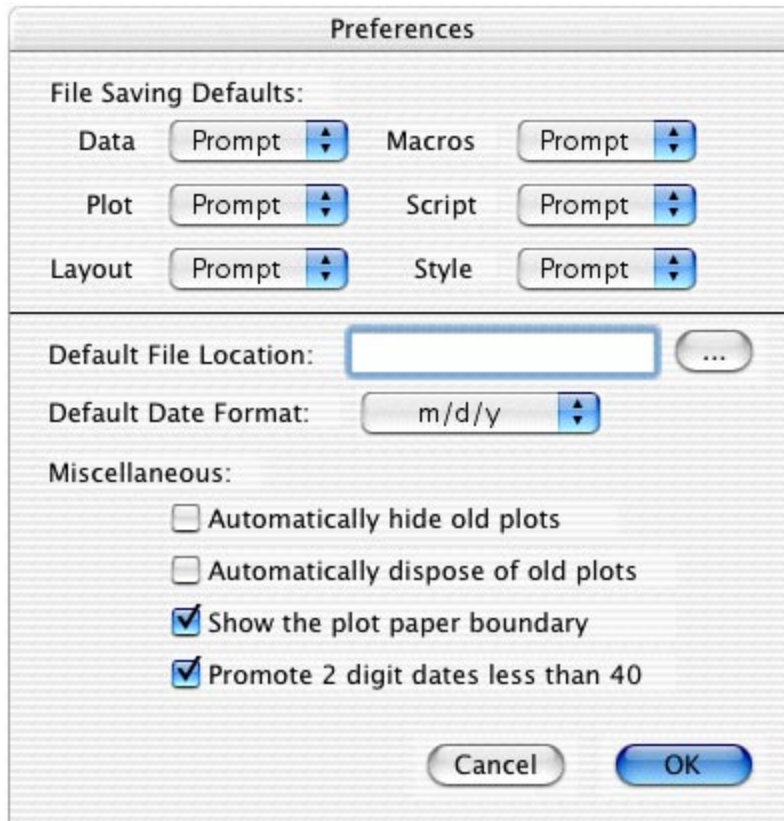 Preferences
File Saving Defaults:
Data Prompt Macros Prompt
Plot Prompt Script Prompt
Layout Prompt Style Prompt
Default File Location: ...
Default Date Format: m/d/y
Miscellaneous:
Automatically hide old plots
Automatically dispose of old plots
Show the plot paper boundary
Promote 2 digit dates less than 40
Cancel OK